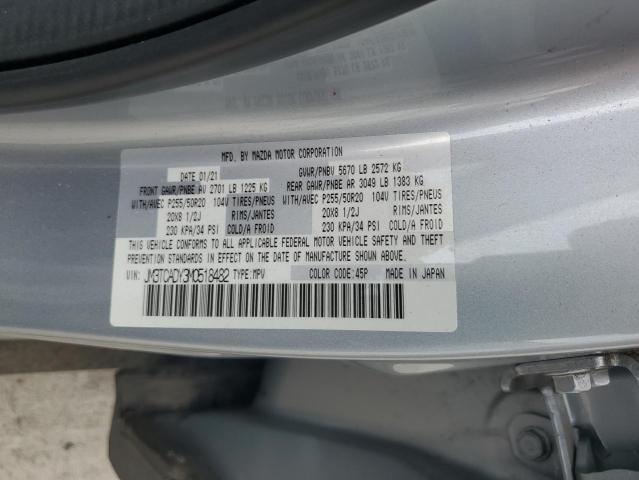 MFD. BY MAZDA MOTOR CORPORATION
DATE 01/21 GVWR/PNBV 5670 LB 2572 KG
FRONT GAWR/PNBE AV 2701 LB 1225 KG REAR GAWR/PNBE AR 3049 LB 1383 KG
WITH/AVEC P255/50R20 104V TIRES/PNEUS WITH/AVEC P255/50R20 104V TIRES/PNEUS
20X8 1/2J RIMS/JANTES 20X8 1/2J RIMS/JANTES
230 KPA/34 PSI COLD/A FROID 230 KPA/34 PSI COLD/A FROID
THIS VEHICLE CONFORMS TO ALL APPLICABLE FEDERAL MOTOR VEHICLE SAFETY AND THEFT
PREVENTION STANDARDS IN EFFECT ON THE DATE OF MANUFACTURE SHOWN ABOVE.
VIN: JM3TCADY3M0518482 TYPE:MPV COLOR CODE:45P MADE IN JAPAN